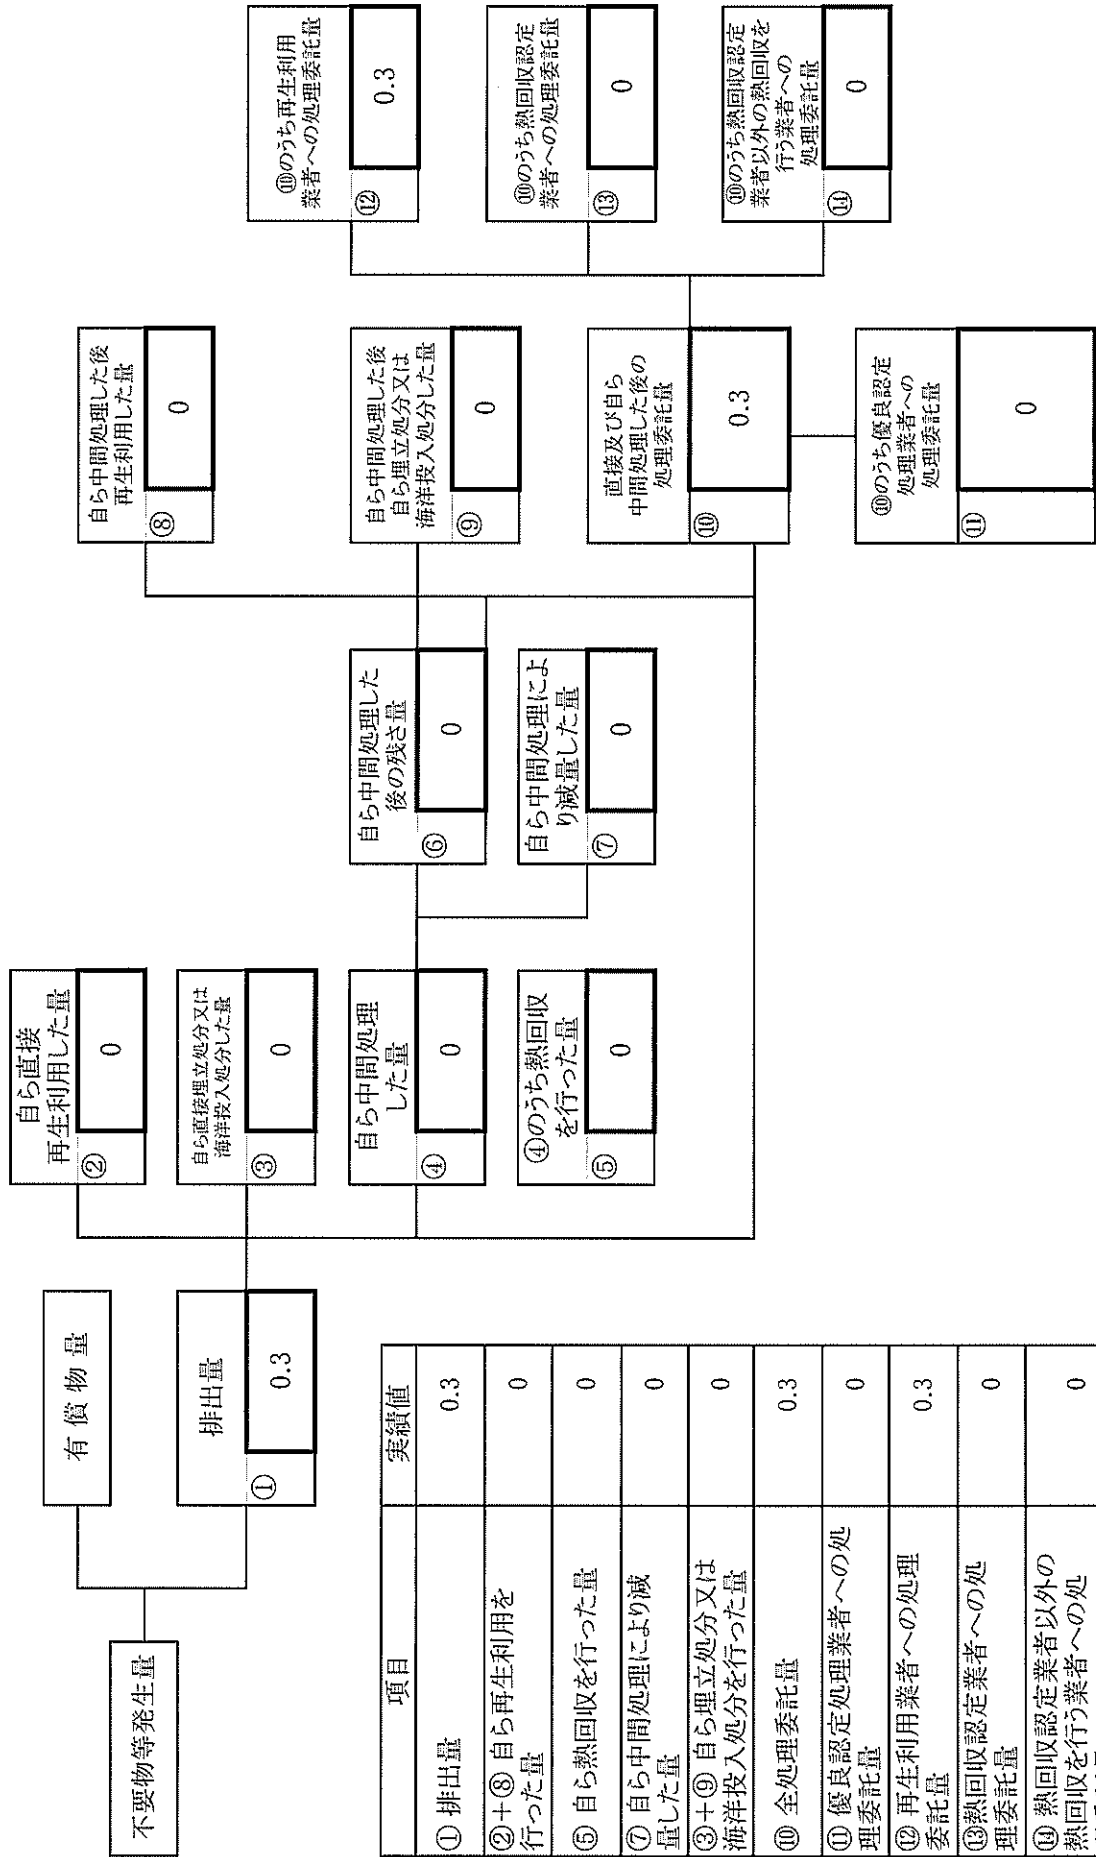 不要物等発生量
有償物量
排出量
① 0.3
自ら直接
再生利用した量
② 0
自ら直接埋立処分又は
海洋投入処分した量
③ 0
自ら中間処理
した量
④ 0
④のうち熱回収
を行った量
⑤ 0
自ら中間処理した
後の残さ量
⑥ 0
自ら中間処理によ
り減量した量
⑦ 0
自ら中間処理した後
再生利用した量
⑧ 0
自ら中間処理した後
自ら埋立処分又は
海洋投入処分した量
⑨ 0
直接及び自ら
中間処理した後の
処理委託量
⑩ 0.3
⑩のうち優良認定
処理業者への
処理委託量
⑪ 0
⑩のうち再生利用
業者への処理委託量
⑫ 0.3
⑩のうち熱回収認定
業者への処理委託量
⑬ 0
⑩のうち熱回収認定
業者以外の熱回収を
行う業者への
処理委託量
⑭ 0
項目 実績値
① 排出量 0.3
②+⑧ 自ら再生利用を
行った量 0
⑤ 自ら熱回収を行った量 0
⑦ 自ら中間処理により減
量した量 0
③+⑨ 自ら埋立処分又は
海洋投入処分を行った量 0
⑩ 全処理委託量 0.3
⑪ 優良認定処理業者への処
理委託量 0
⑫ 再生利用業者への処理
委託量 0.3
⑬熱回収認定業者への処
理委託量 0
⑭ 熱回収認定業者以外の
熱回収を行う業者への処 0